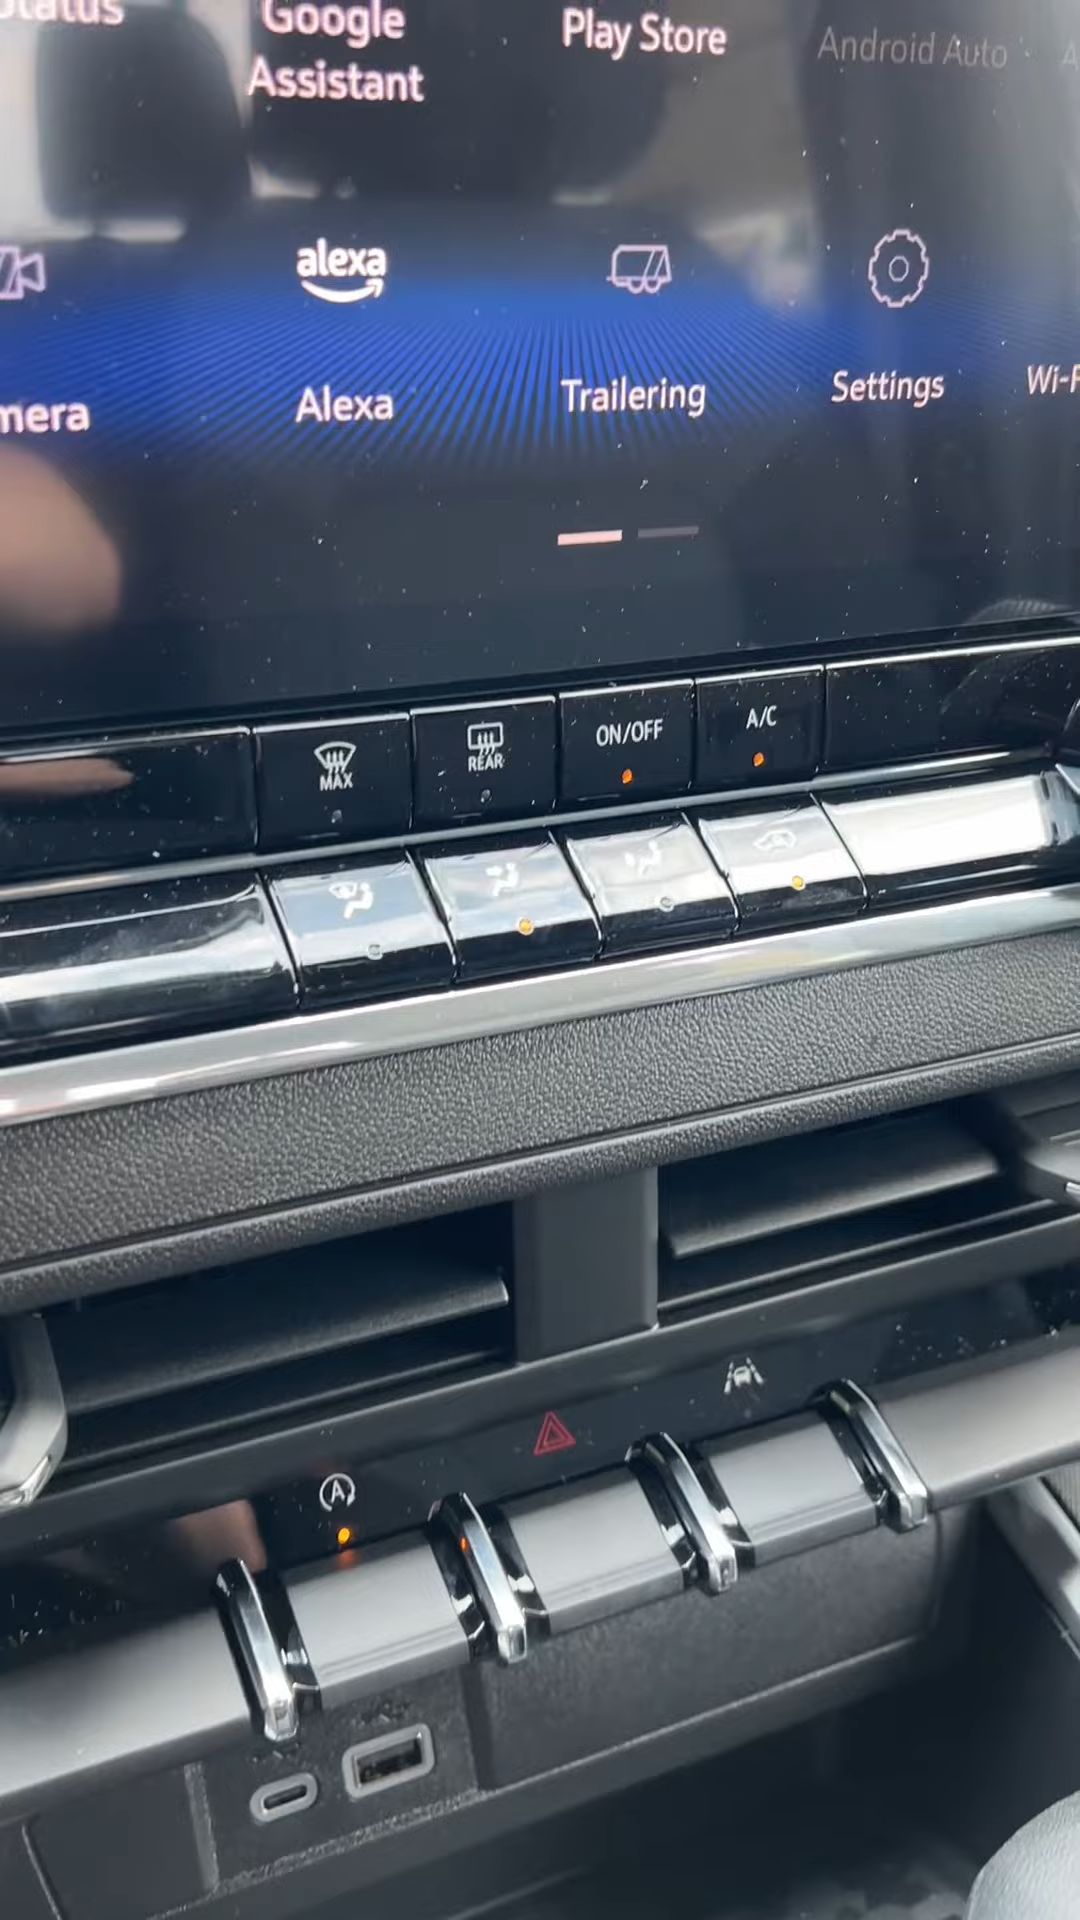 Google
Assistant
Play Store
Android Auto
alexa
mera
Alexa
Trailering
Settings
Wi-F
MAX
REAR
ON/OFF
A/C
A